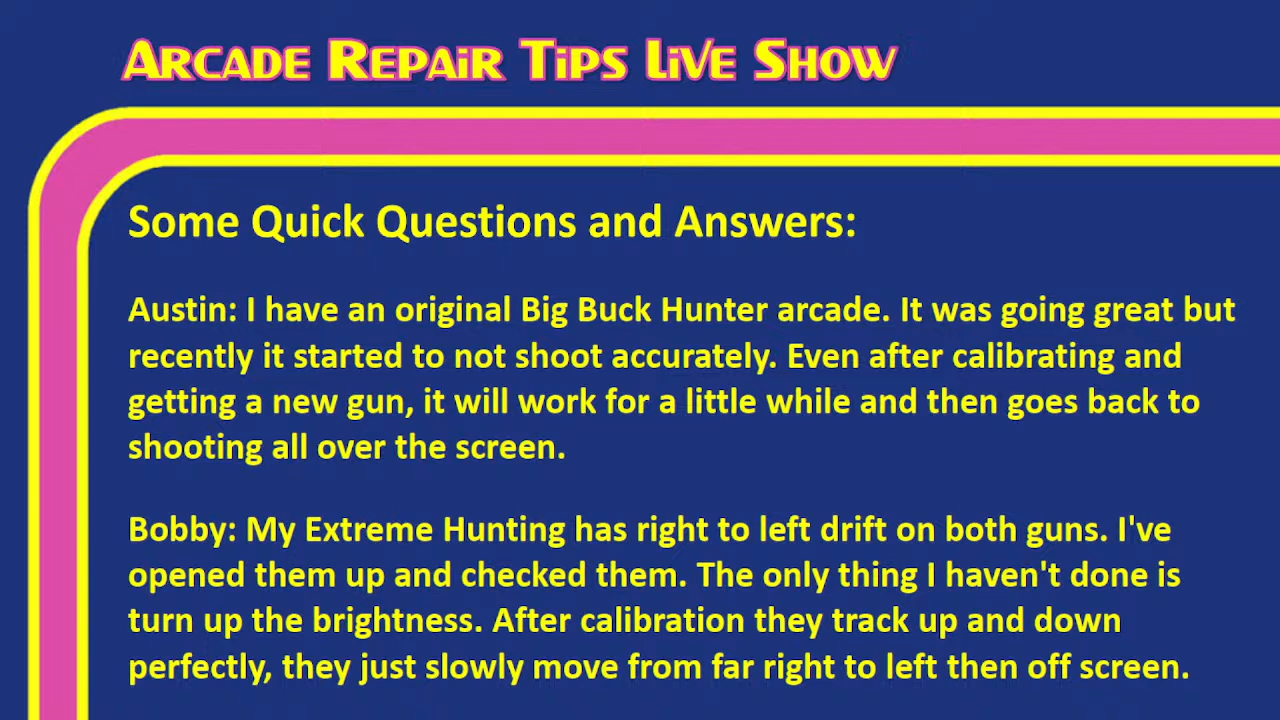 Arcade Repair Tips Live Show
Some Quick Questions and Answers:
Austin: I have an original Big Buck Hunter arcade. It was going great but
recently it started to not shoot accurately. Even after calibrating and
getting a new gun, it will work for a little while and then goes back to
shooting all over the screen.
Bobby: My Extreme Hunting has right to left drift on both guns. I've
opened them up and checked them. The only thing I haven't done is
turn up the brightness. After calibration they track up and down
perfectly, they just slowly move from far right to left then off screen.